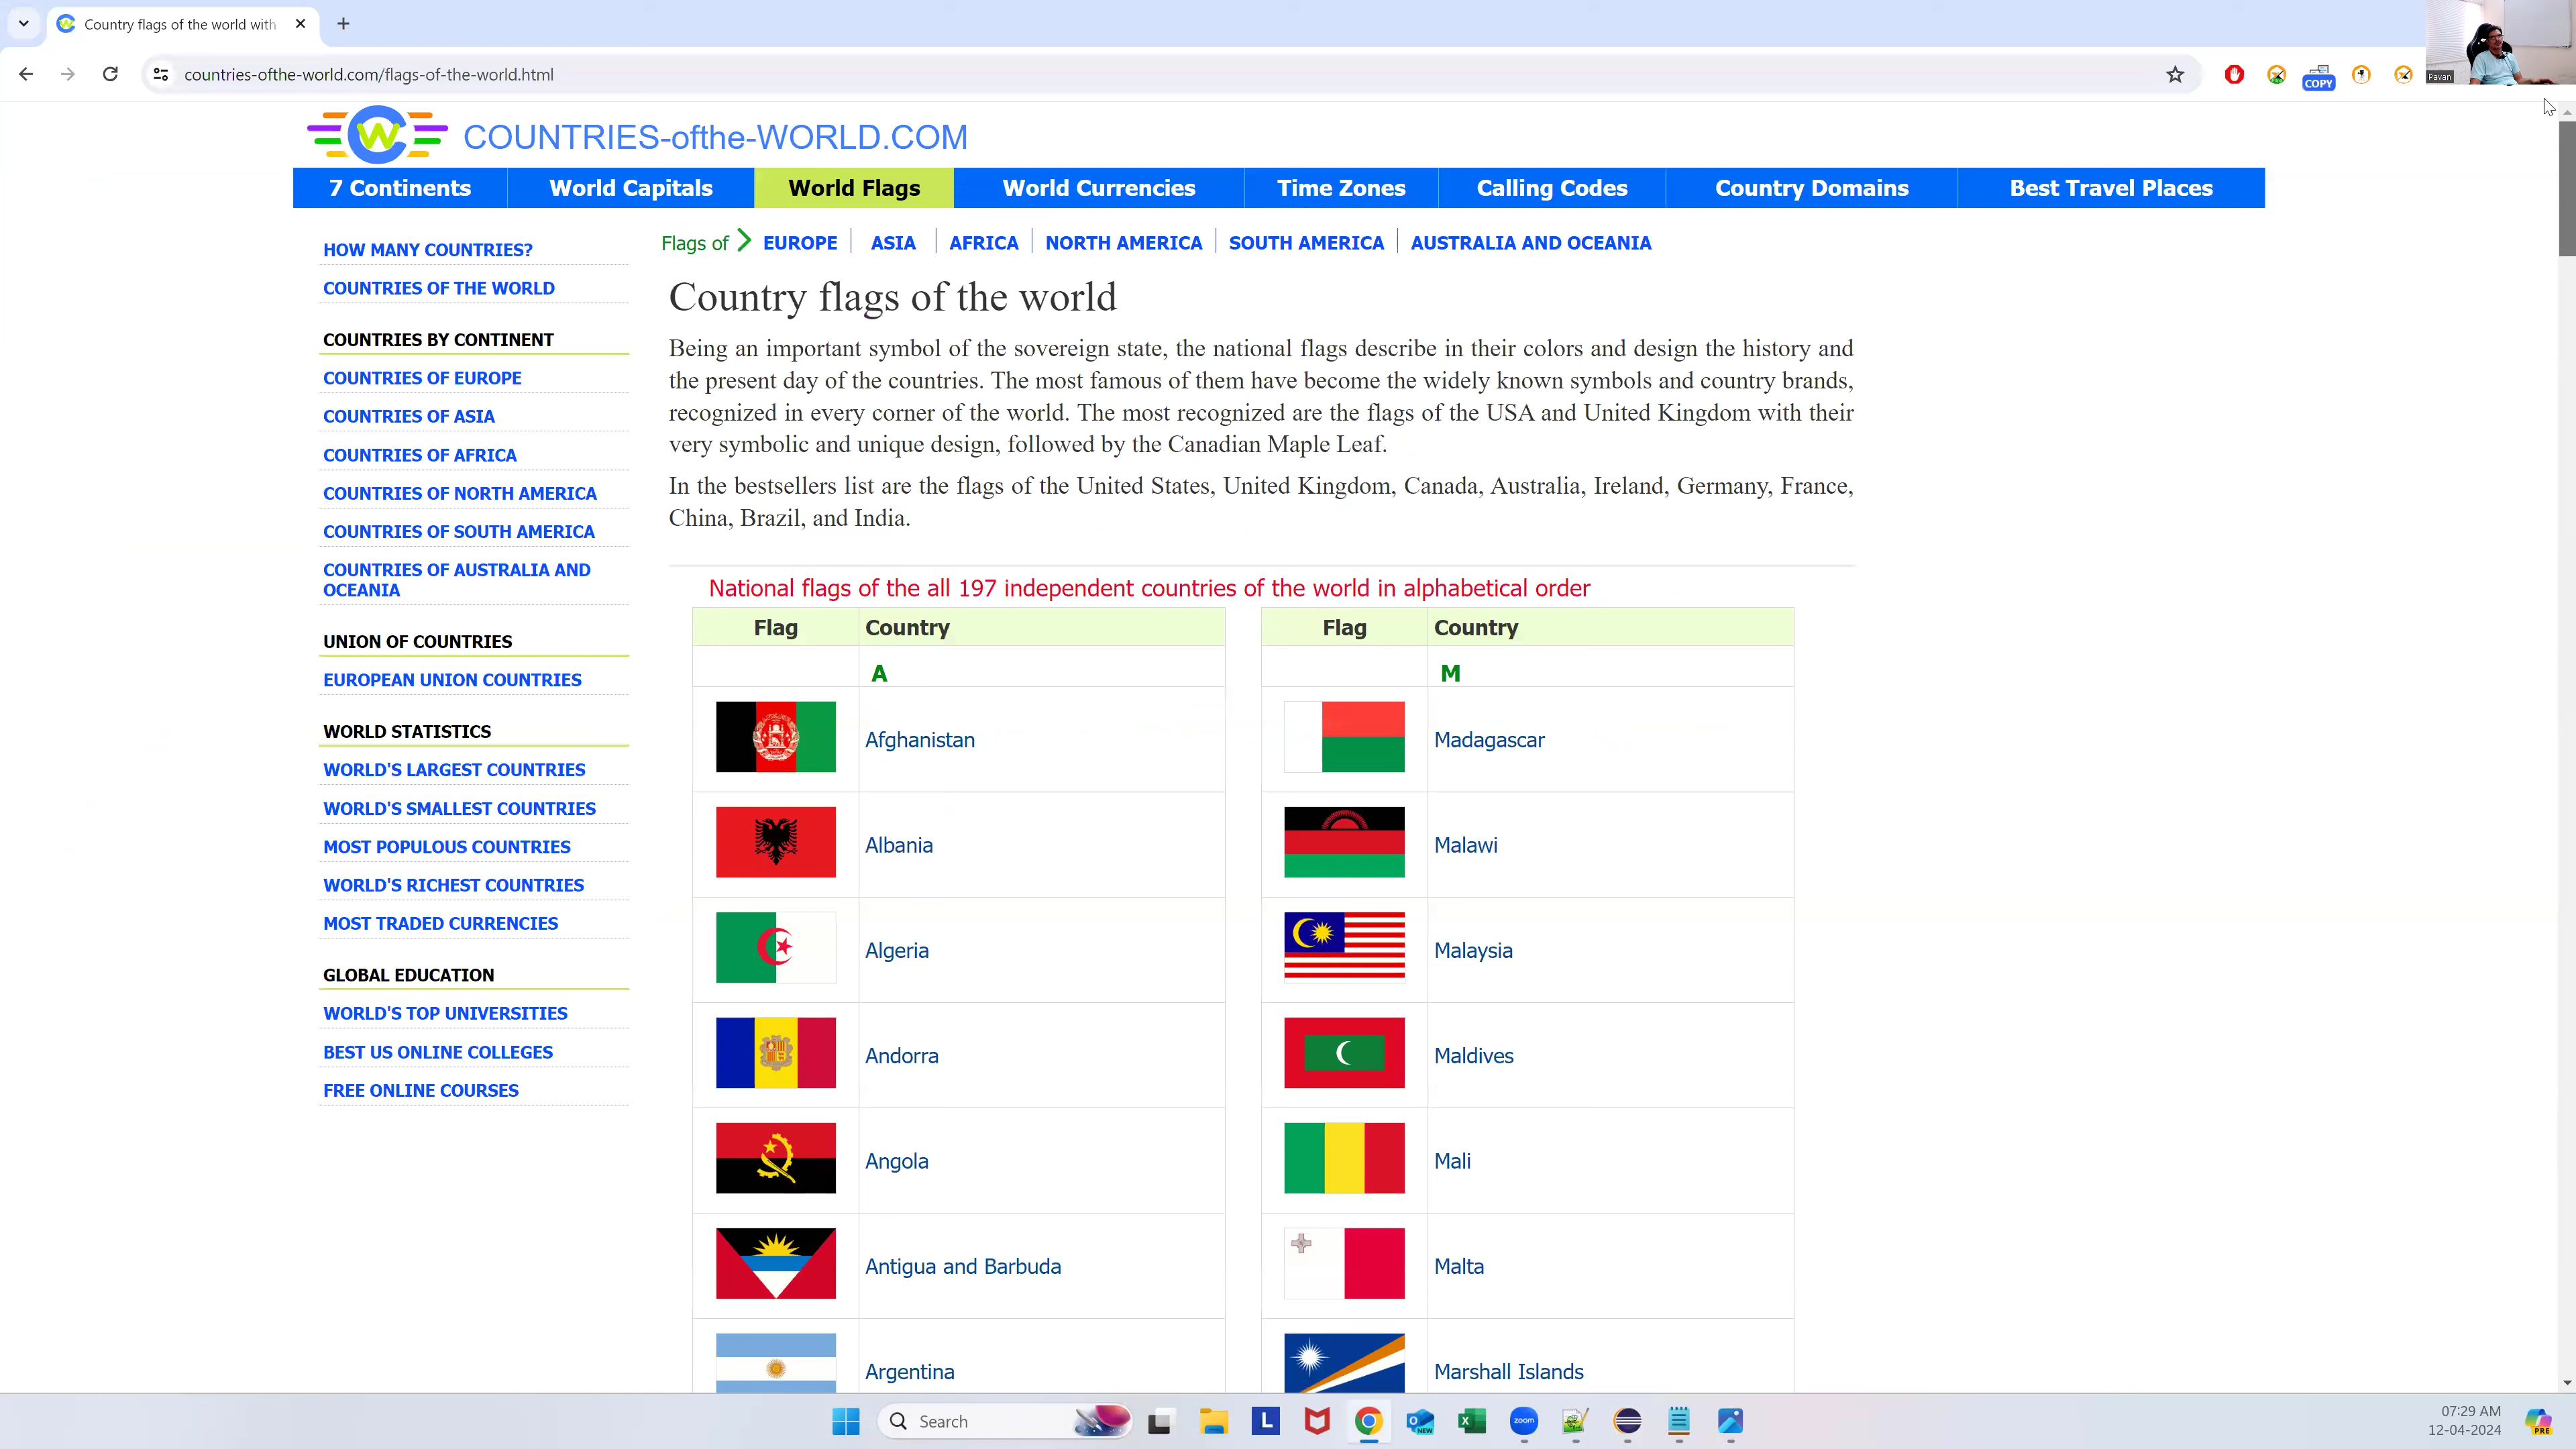 Country flags of the world with
countries-ofthe-world.com/flags-of-the-world.html
COPY
Pavan
CW
COUNTRIES-ofthe-WORLD.COM
7 Continents
World Capitals
World Flags
World Currencies
Time Zones
Calling Codes
Country Domains
Best Travel Places
HOW MANY COUNTRIES?
COUNTRIES OF THE WORLD
COUNTRIES BY CONTINENT
COUNTRIES OF EUROPE
COUNTRIES OF ASIA
COUNTRIES OF AFRICA
COUNTRIES OF NORTH AMERICA
COUNTRIES OF SOUTH AMERICA
COUNTRIES OF AUSTRALIA AND
OCEANIA
UNION OF COUNTRIES
EUROPEAN UNION COUNTRIES
WORLD STATISTICS
WORLD'S LARGEST COUNTRIES
WORLD'S SMALLEST COUNTRIES
MOST POPULOUS COUNTRIES
WORLD'S RICHEST COUNTRIES
MOST TRADED CURRENCIES
GLOBAL EDUCATION
WORLD'S TOP UNIVERSITIES
BEST US ONLINE COLLEGES
FREE ONLINE COURSES
Flags of EUROPE ASIA AFRICA NORTH AMERICA SOUTH AMERICA AUSTRALIA AND OCEANIA
Country flags of the world
Being an important symbol of the sovereign state, the national flags describe in their colors and design the history and
the present day of the countries. The most famous of them have become the widely known symbols and country brands,
recognized in every corner of the world. The most recognized are the flags of the USA and United Kingdom with their
very symbolic and unique design, followed by the Canadian Maple Leaf.
In the bestsellers list are the flags of the United States, United Kingdom, Canada, Australia, Ireland, Germany, France,
China, Brazil, and India.
National flags of the all 197 independent countries of the world in alphabetical order
Flag Country
A
Afghanistan
Albania
Algeria
Andorra
Angola
Antigua and Barbuda
Argentina
Flag Country
M
Madagascar
Malawi
Malaysia
Maldives
Mali
Malta
Marshall Islands
Search
L
NEW
zoom
07:29 AM
12-04-2024
PRE